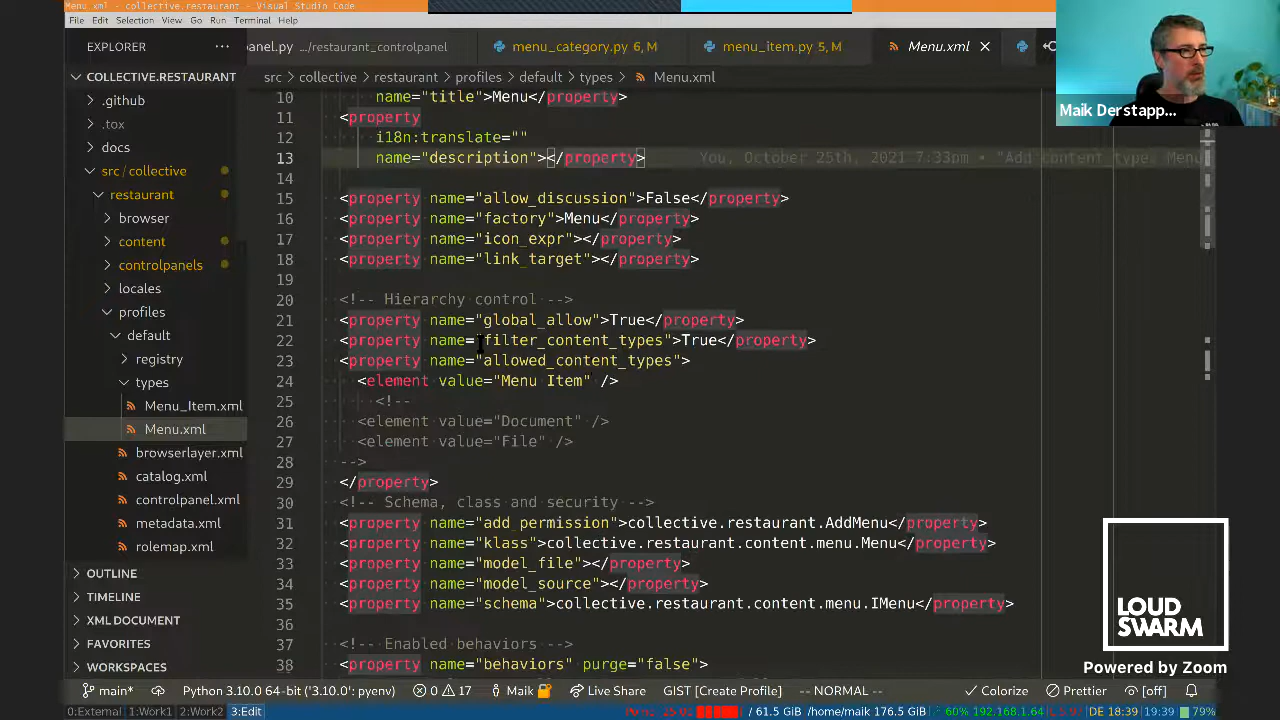 Menu.xml - collective.restaurant - Visual Studio Code
File Edit Selection View Go Run Terminal Help
EXPLORER ···
panel.py .../restaurant_controlpanel
menu_category.py 6, M
menu_item.py 5, M
Menu.xml
COLLECTIVE.RESTAURANT
.github
.tox
docs
src / collective
restaurant
browser
content
controlpanels
locales
profiles
default
registry
types
Menu_Item.xml
Menu.xml
browserlayer.xml
catalog.xml
controlpanel.xml
metadata.xml
rolemap.xml
OUTLINE
TIMELINE
XML DOCUMENT
FAVORITES
WORKSPACES
src > collective > restaurant > profiles > default > types > Menu.xml
10 name="title">Menu</property>
11 <property
12 i18n:translate=""
13 name="description"></property> You, October 25th, 2021 7:33pm • "Add content_type: Menu
14
15 <property name="allow_discussion">False</property>
16 <property name="factory">Menu</property>
17 <property name="icon_expr"></property>
18 <property name="link_target"></property>
19
20 <!-- Hierarchy control -->
21 <property name="global_allow">True</property>
22 <property name="filter_content_types">True</property>
23 <property name="allowed_content_types">
24 <element value="Menu Item" />
25 <!--
26 <element value="Document" />
27 <element value="File" />
28 -->
29 </property>
30 <!-- Schema, class and security -->
31 <property name="add_permission">collective.restaurant.AddMenu</property>
32 <property name="klass">collective.restaurant.content.menu.Menu</property>
33 <property name="model_file"></property>
34 <property name="model_source"></property>
35 <property name="schema">collective.restaurant.content.menu.IMenu</property>
36
37 <!-- Enabled behaviors -->
38 <property name="behaviors" purge="false">
Maik Derstapp...
LOUD
SWARM
Powered by Zoom
main* Python 3.10.0 64-bit ('3.10.0': pyenv) 0 17 Maik Live Share GIST [Create Profile] -- NORMAL -- Colorize Prettier [off]
0:External 1:Work1 2:Work2 3:Edit / 61.5 GiB /home/maik 176.5 GiB 60% 192.168.1.64 DE 18:39 19:39 79%